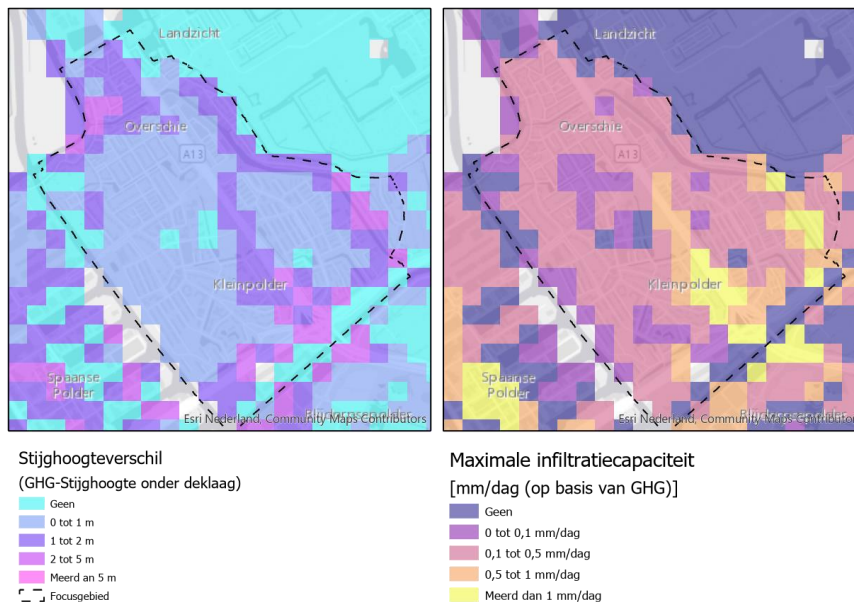 Landzicht
Overschie
A13
Kleinpolder
Spaanse
Polder
Blijdorpsepolder
Esri Nederland, Community Maps Contributors
Landzicht
Overschie
A13
Kleinpolder
Spaanse
Polder
Blijdorpsepolder
Esri Nederland, Community Maps Contributors
Stijghoogteverschil
(GHG-Stijghoogte onder deklaag)
Geen
0 tot 1 m
1 tot 2 m
2 tot 5 m
Meerd an 5 m
Focusgebied
Maximale infiltratiecapaciteit
[mm/dag (op basis van GHG)]
Geen
0 tot 0,1 mm/dag
0,1 tot 0,5 mm/dag
0,5 tot 1 mm/dag
Meerd dan 1 mm/dag